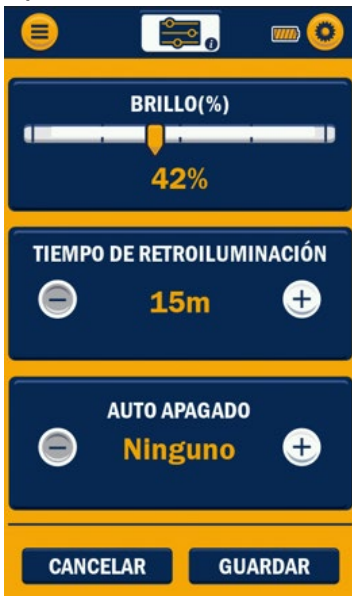 i
BRILLO(%)
42%
TIEMPO DE RETROILUMINACIÓN
15m
AUTO APAGADO
Ninguno
CANCELAR GUARDAR